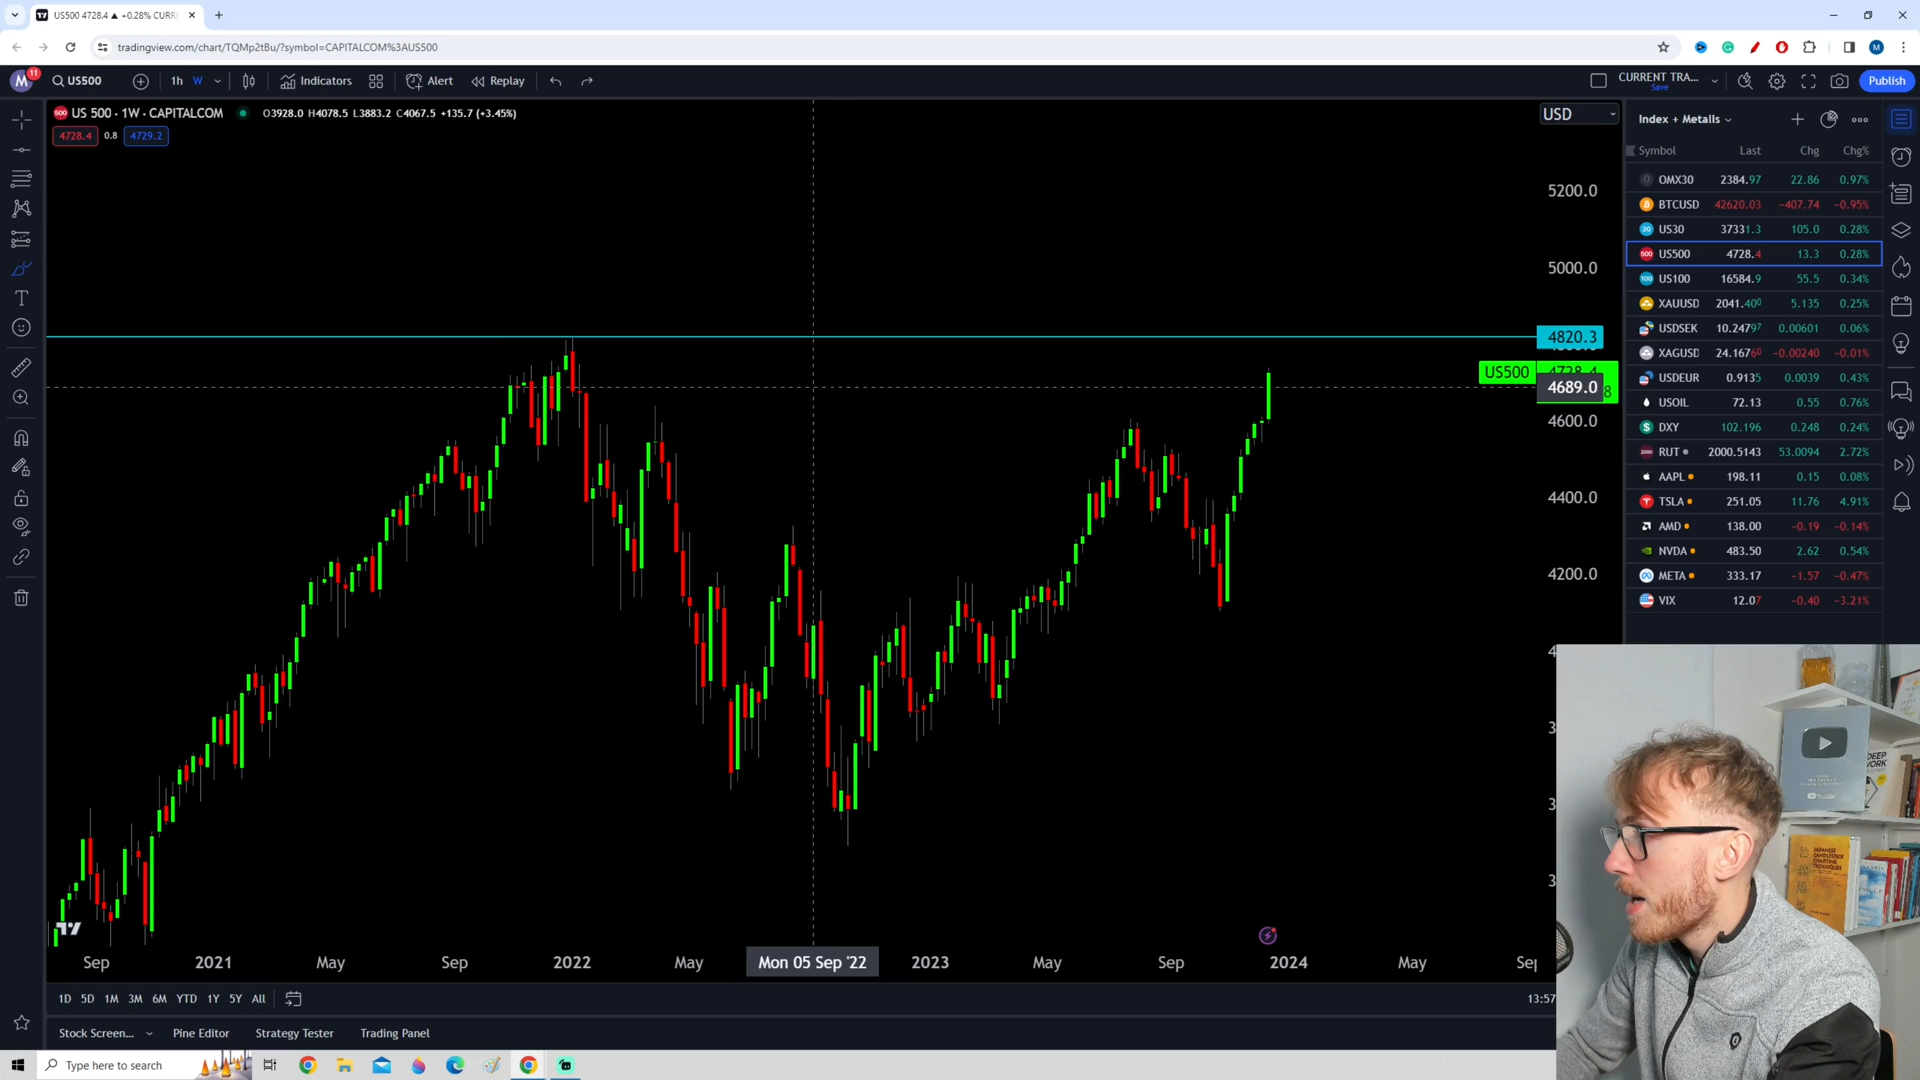 US500 4728.4 ▲ +0.28% CURR
tradingview.com/chart/TQMp2tBu/?symbol=CAPITALCOM%3AUS500
M
11
US500
1h
W
Indicators
Alert
Replay
CURRENT TRA...
Save
Publish
US 500 · 1W · CAPITALCOM
O3928.0 H4078.5 L3883.2 C4067.5 +135.7 (+3.45%)
4728.4
0.8
4729.2
USD
5200.0
5000.0
4820.3
US500
4728.4
4689.0
8
4600.0
4400.0
4200.0
Sep
2021
May
Sep
2022
May
Mon 05 Sep '22
2023
May
Sep
2024
May
Index + Metalls
Symbol Last Chg Chg%
OMX30 2384.97 22.86 0.97%
BTCUSD 42620.03 −407.74 −0.95%
US30 37331.3 105.0 0.28%
US500 4728.4 13.3 0.28%
US100 16584.9 55.5 0.34%
XAUUSD 2041.400 5.135 0.25%
USDSEK 10.24797 0.00601 0.06%
XAGUSD 24.16760 −0.00240 −0.01%
USDEUR 0.9135 0.0039 0.43%
USOIL 72.13 0.55 0.76%
DXY 102.196 0.248 0.24%
RUT 2000.5143 53.0094 2.72%
AAPL 198.11 0.15 0.08%
TSLA 251.05 11.76 4.91%
AMD 138.00 −0.19 −0.14%
NVDA 483.50 2.62 0.54%
META 333.17 −1.57 −0.47%
VIX 12.07 −0.40 −3.21%
1D 5D 1M 3M 6M YTD 1Y 5Y All
13:57
Stock Screen...
Pine Editor
Strategy Tester
Trading Panel
Type here to search
DEEP
WORK
YouTube
JAPANESE
CANDLESTICK
CHARTING
TECHNIQUES